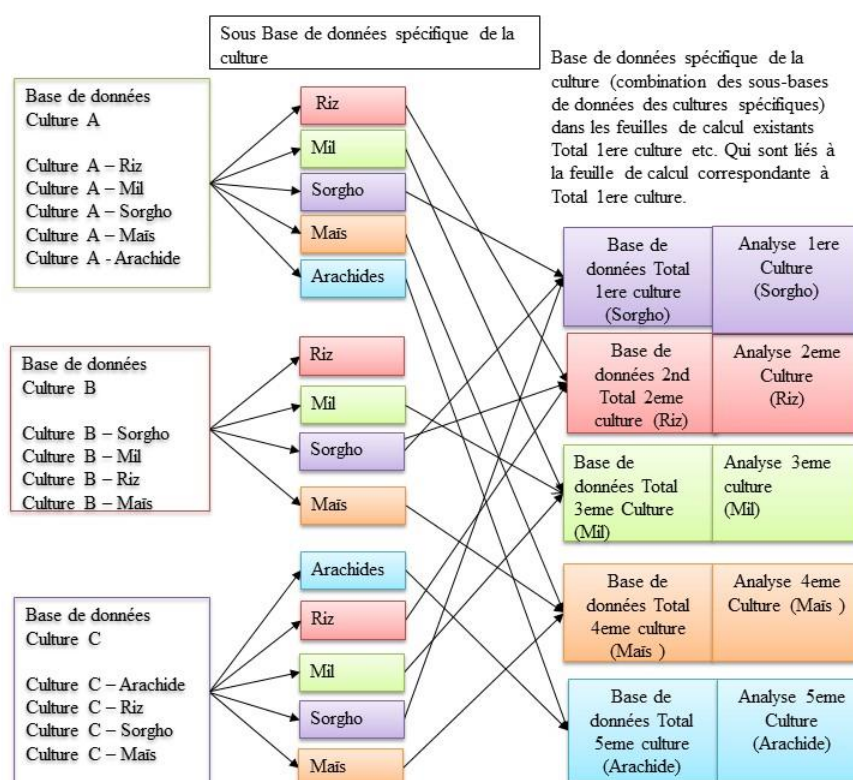 Sous Base de données spécifique de la
culture
Base de données spécifique de la
culture (combination des sous-bases
de données des cultures spécifiques)
dans les feuilles de calcul existants
Total 1ere culture etc. Qui sont liés à
la feuille de calcul correspondante à
Total 1ere culture.
Base de données
Culture A
Culture A – Riz
Culture A – Mil
Culture A – Sorgho
Culture A – Maïs
Culture A - Arachide
Riz
Mil
Sorgho
Maïs
Arachides
Base de données
Culture B
Culture B – Sorgho
Culture B – Mil
Culture B – Riz
Culture B – Maïs
Riz
Mil
Sorgho
Maïs
Base de données
Culture C
Culture C – Arachide
Culture C – Riz
Culture C – Sorgho
Culture C – Maïs
Arachides
Riz
Mil
Sorgho
Maïs
Base de
données Total
1ere culture
(Sorgho)
Analyse 1ere
Culture
(Sorgho)
Base de
données 2nd
Total 2eme
culture (Riz)
Analyse 2eme
Culture
(Riz)
Base de
données Total
3eme Culture
(Mil)
Analyse 3eme
culture
(Mil)
Base de
données Total
4eme culture
(Maïs )
Analyse 4eme
Culture (Maïs )
Base de
données Total
5eme culture
(Arachide)
Analyse 5eme
Culture
(Arachide)